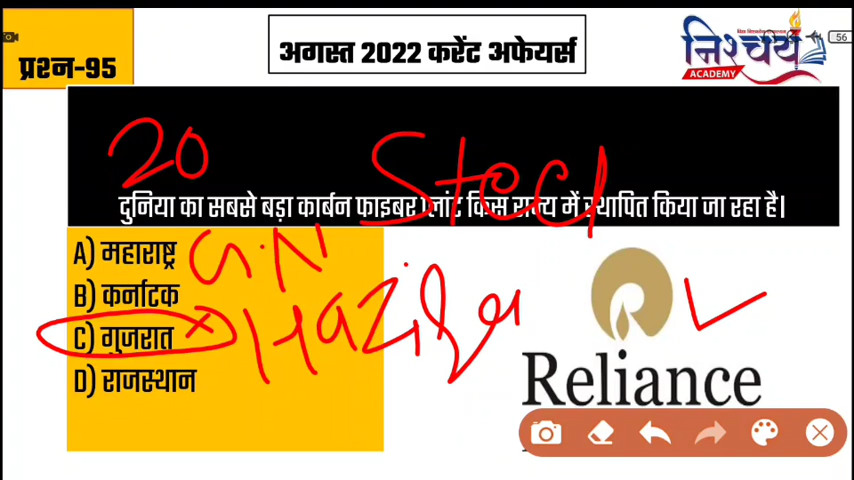 प्रश्न-95
अगस्त 2022 करेंट अफेयर्स
निश्चय
ACADEMY
56
20 Steel
दुनिया का सबसे बड़ा कार्बन फाइबर प्लांट किस राज्य में स्थापित किया जा रहा है।
A) महाराष्ट्र
B) कर्नाटक
C) गुजरात
D) राजस्थान
Hazira
Reliance